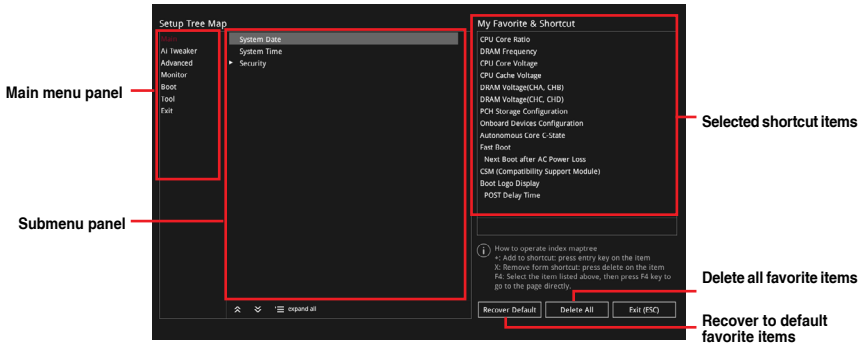 Setup Tree Map
Main
Ai Tweaker
Advanced
Monitor
Boot
Tool
Exit
System Date
System Time
Security
expand all
My Favorite & Shortcut
CPU Core Ratio
DRAM Frequency
CPU Core Voltage
CPU Cache Voltage
DRAM Voltage(CHA, CHB)
DRAM Voltage(CHC, CHD)
PCH Storage Configuration
Onboard Devices Configuration
Autonomous Core C-State
Fast Boot
Next Boot after AC Power Loss
CSM (Compatibility Support Module)
Boot Logo Display
POST Delay Time
How to operate index maptree
+: Add to shortcut: press entry key on the item
X: Remove form shortcut: press delete on the item
F4: Select the item listed above, then press F4 key to
go to the page directly.
Recover Default
Delete All
Exit (ESC)
Main menu panel
Submenu panel
Selected shortcut items
Delete all favorite items
Recover to default
favorite items